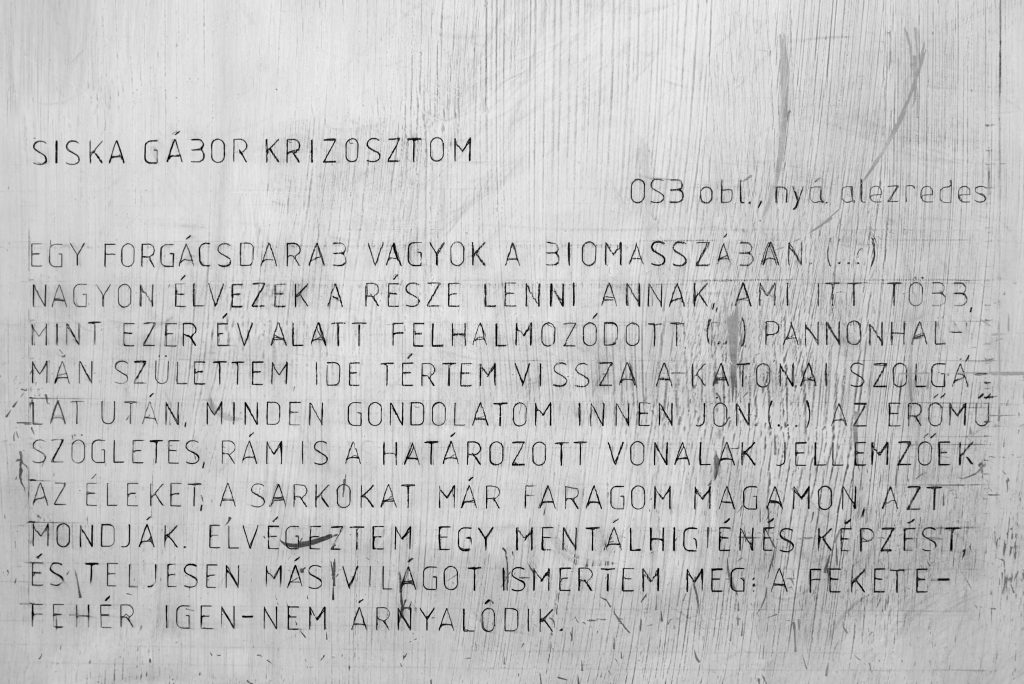 SISKA GÁBOR KRIZOSZTOM
OSB obl., nyá alezredes
EGY FORGÁCSDARAB VAGYOK A BIOMASSZÁBAN. (...)
NAGYON ÉLVEZEK A RÉSZE LENNI ANNAK, AMI ITT TÖBB,
MINT EZER ÉV ALATT FELHALMOZÓDOTT (...) PANNONHAL-
MÁN SZÜLETTEM, IDE TÉRTEM VISSZA A KATONAI SZOLGÁ-
LAT UTÁN, MINDEN GONDOLATOM INNEN JÖN (...) AZ ERŐMŰ
SZÖGLETES, RÁM IS A HATÁROZOTT VONALAK JELLEMZŐEK,
AZ ÉLEKET, A SARKOKAT MÁR FARAGOM MAGAMON, AZT
MONDJÁK. ELVÉGEZTEM EGY MENTÁLHIGIÉNÉS KÉPZÉST,
ÉS TELJESEN MÁS VILÁGOT ISMERTEM MEG: A FEKETE-
FEHÉR, IGEN-NEM ÁRNYALÓDIK.